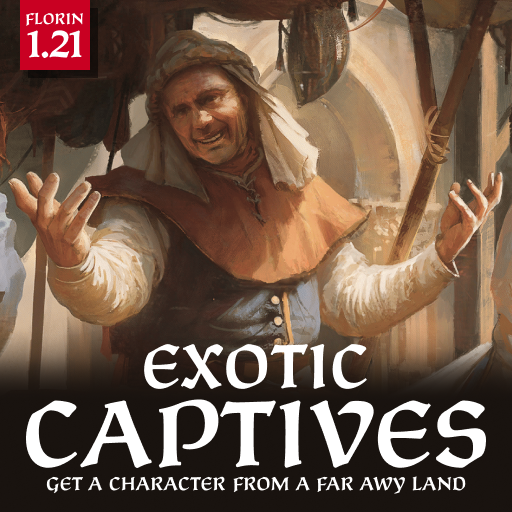 FLORIN
1.21
EXOTIC
CAPTIVES
GET A CHARACTER FROM A FAR AWY LAND